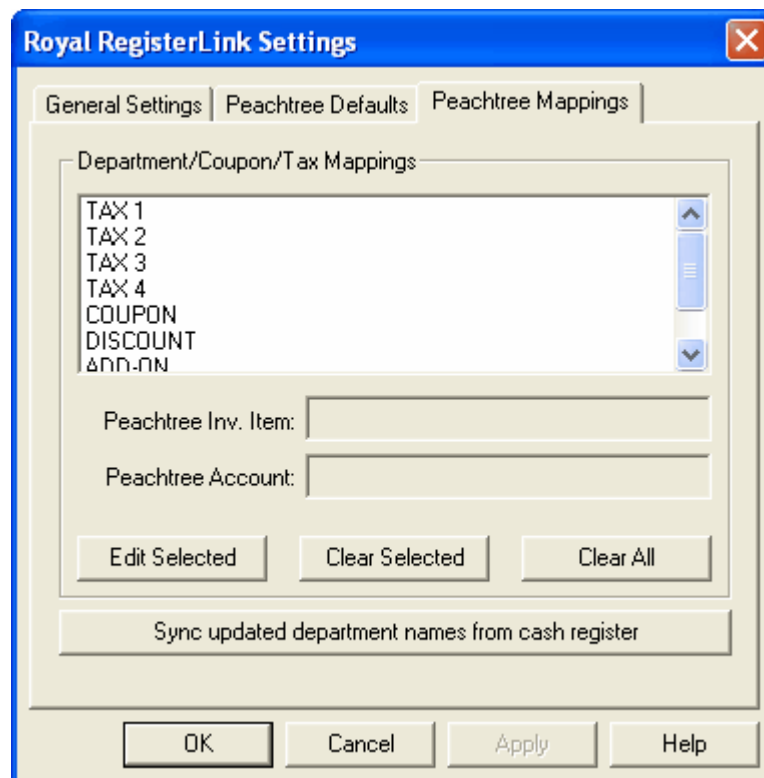 Royal RegisterLink Settings
General Settings
Peachtree Defaults
Peachtree Mappings
Department/Coupon/Tax Mappings
TAX 1
TAX 2
TAX 3
TAX 4
COUPON
DISCOUNT
ADD-ON
Peachtree Inv. Item:
Peachtree Account:
Edit Selected
Clear Selected
Clear All
Sync updated department names from cash register
OK
Cancel
Apply
Help